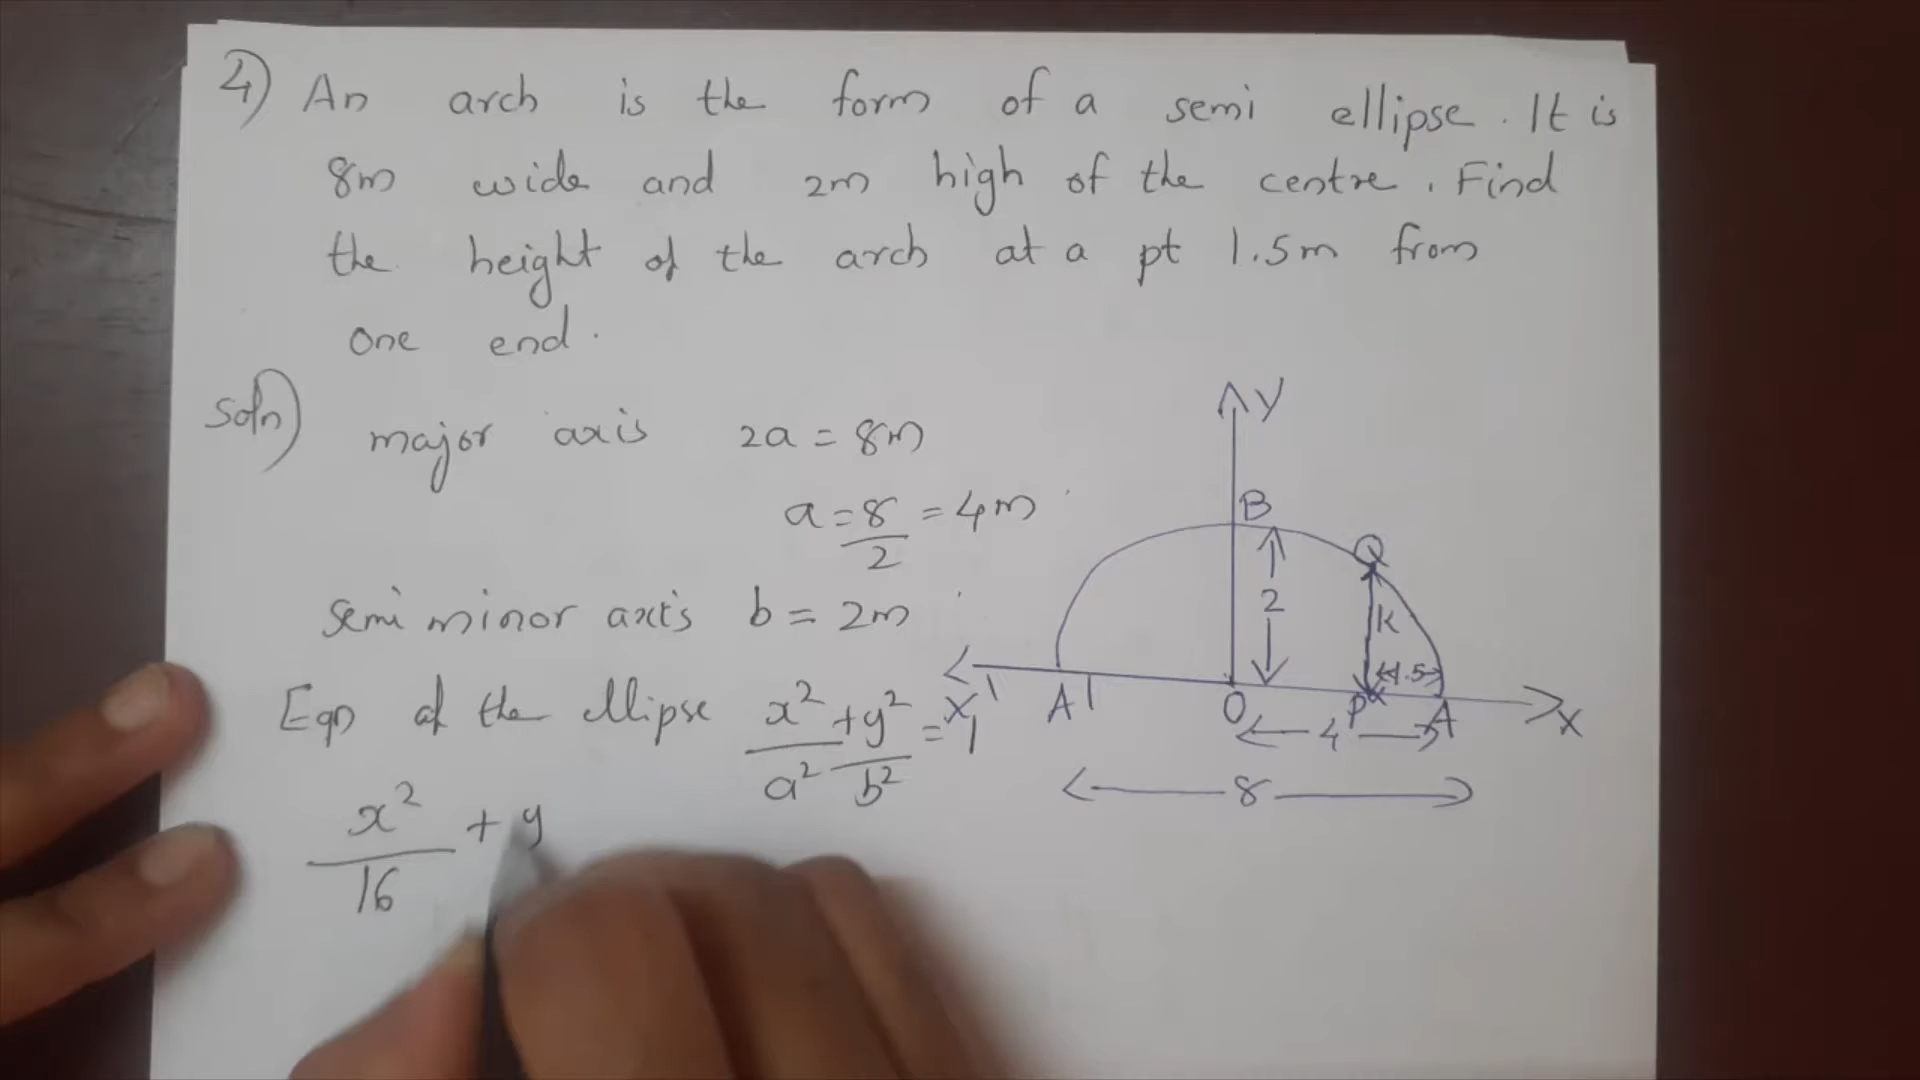 4) An arch is the form of a semi ellipse. It is
8m wide and 2m high of the centre. Find
the height of the arch at a pt 1.5m from
one end.
Soln) major axis 2a = 8m
a = 8/2 = 4m
Semi minor axis b = 2m
Eqn of the ellipse x²/a² + y²/b² = 1
x²/16 + y
Y
B
Q
2
K
1.5
X'
A'
O
P
A
X
4
8